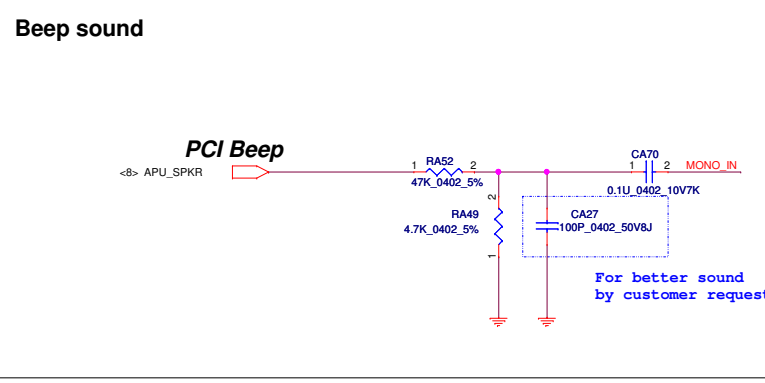 Beep sound
PCI Beep
<8> APU_SPKR
1 RA52 2
47K_0402_5%
CA70
1 2 MONO_IN
0.1U_0402_10V7K
2
RA49
4.7K_0402_5%
1
CA27
100P_0402_50V8J
For better sound
by customer request